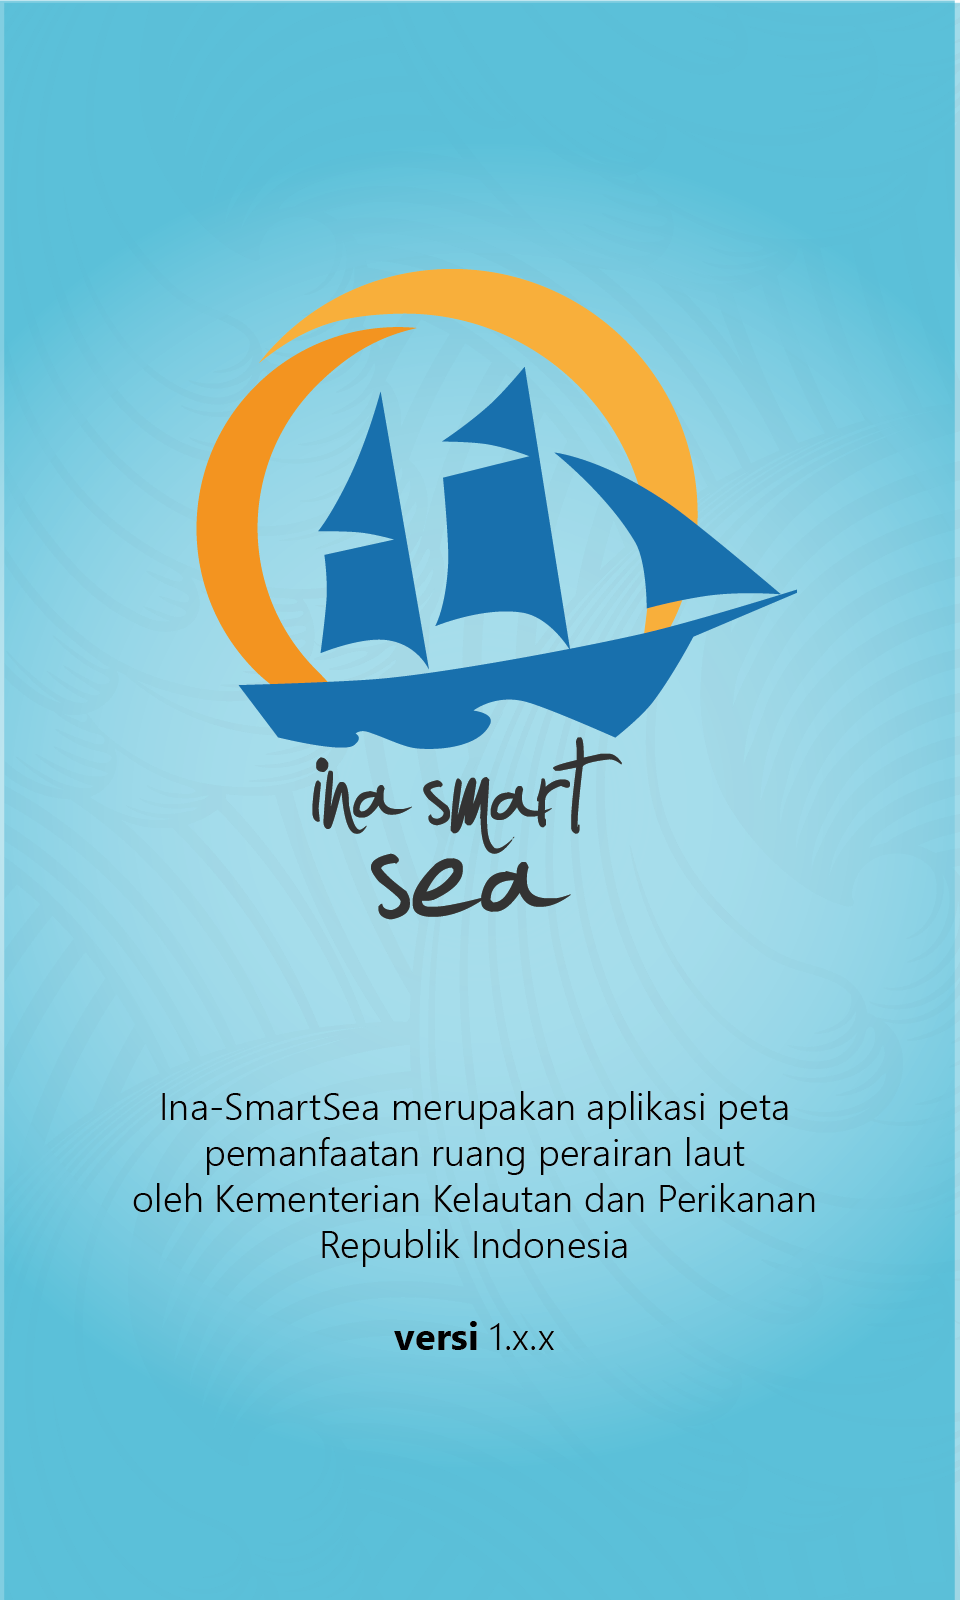 ina smart
sea
Ina-SmartSea merupakan aplikasi peta
pemanfaatan ruang perairan laut
oleh Kementerian Kelautan dan Perikanan
Republik Indonesia
versi 1.x.x